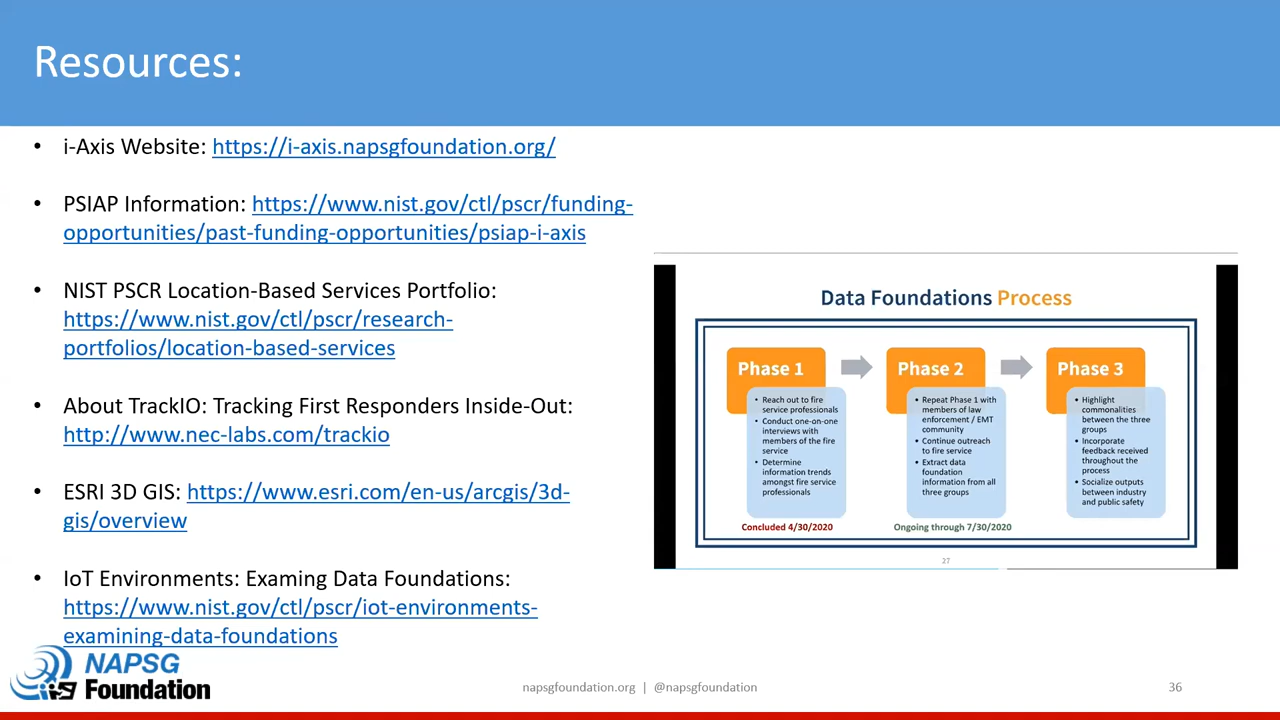 Resources:
• i-Axis Website: https://i-axis.napsgfoundation.org/
• PSIAP Information: https://www.nist.gov/ctl/pscr/funding-
opportunities/past-funding-opportunities/psiap-i-axis
• NIST PSCR Location-Based Services Portfolio:
https://www.nist.gov/ctl/pscr/research-
portfolios/location-based-services
• About TrackIO: Tracking First Responders Inside-Out:
http://www.nec-labs.com/trackio
• ESRI 3D GIS: https://www.esri.com/en-us/arcgis/3d-
gis/overview
• IoT Environments: Examing Data Foundations:
https://www.nist.gov/ctl/pscr/iot-environments-
examining-data-foundations
Data Foundations Process
Phase 1
• Reach out to fire
service professionals
• Conduct one-on-one
interviews with
members of the fire
service
• Determine
information trends
amongst fire service
professionals
Concluded 4/30/2020
Phase 2
• Repeat Phase 1 with
members of law
enforcement / EMT
community
• Continue outreach
to fire service
• Extract data
foundation
information from all
three groups
Ongoing through 7/30/2020
Phase 3
• Highlight
commonalities
between the three
groups
• Incorporate
feedback received
throughout the
process
• Socialize outputs
between industry
and public safety
27
NAPSG
Foundation
napsgfoundation.org | @napsgfoundation
36